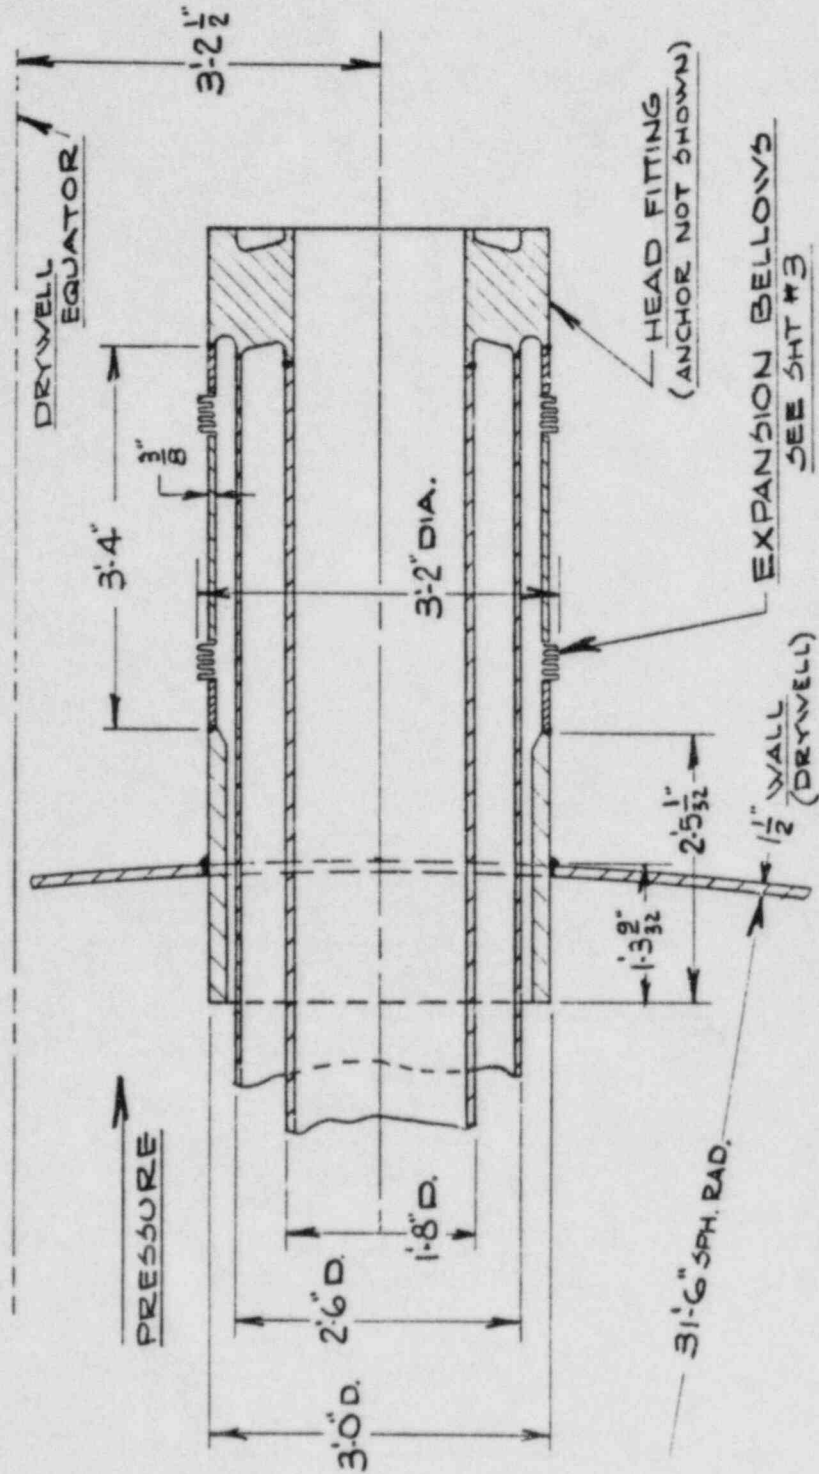 DRYWELL
EQUATOR
3'-2 1/2"
PRESSURE
3'-4"
3/8"
3'-2" DIA.
3'-0" D.
2'-6" D.
1'-8" D.
HEAD FITTING
(ANCHOR NOT SHOWN)
EXPANSION BELLOWS
SEE SHT #3
1 1/2" WALL
(DRYWELL)
2'-5 1/32"
1'-3 9/32"
31'-6" SPH. RAD.